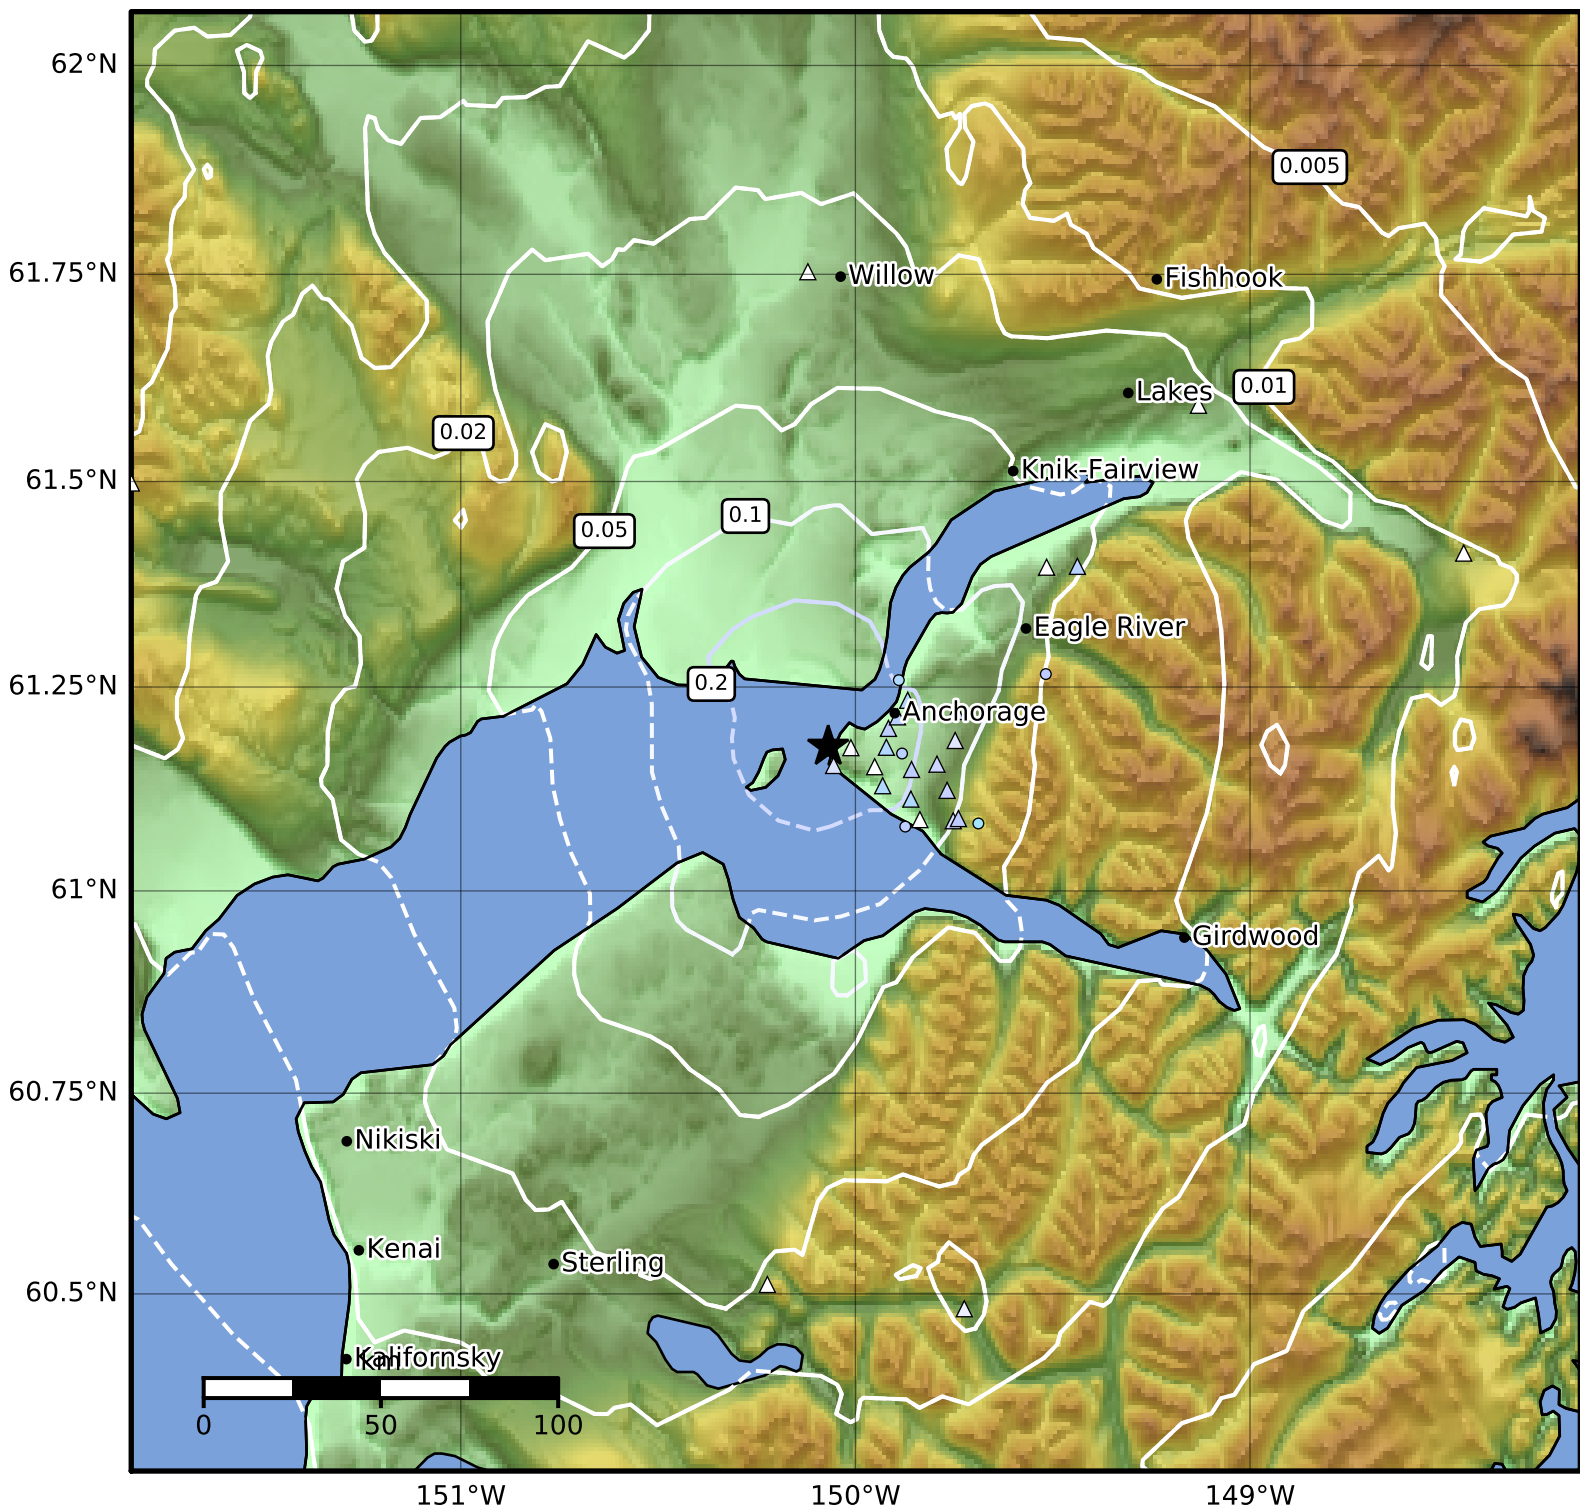 62°N
0.005
61.75°N
Willow
Fishhook
Lakes
0.01
0.02
61.5°N
Knik-Fairview
0.05
0.1
Eagle River
61.25°N
0.2
Anchorage
61°N
Girdwood
60.75°N
Nikiski
Kenai
Sterling
60.5°N
Kalifornsky
km
0
50
100
151°W
150°W
149°W